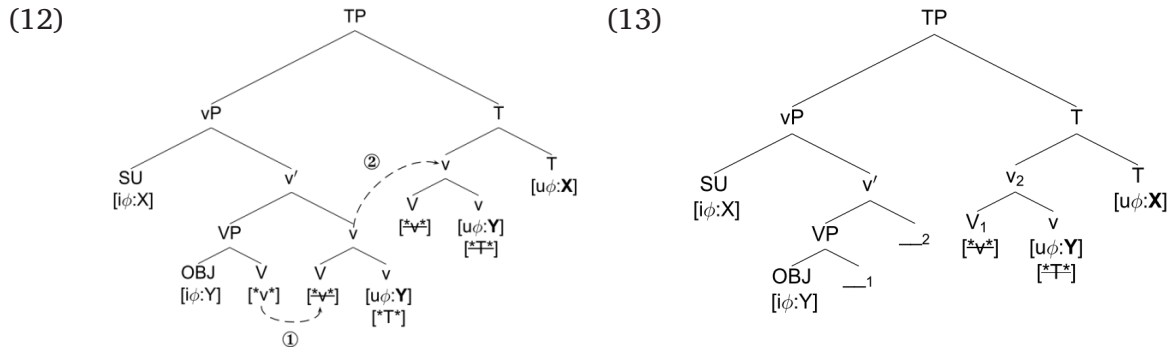 (12)
TP
vP T
② v T
SU v′ [uϕ:X]
[iϕ:X] V v
VP v [*v*] [uϕ:Y]
[*T*]
OBJ V V v
[iϕ:Y] [*v*] [*v*] [uϕ:Y]
[*T*]
①
(13)
TP
vP T
SU v′ v₂ T
[iϕ:X] [uϕ:X]
VP __₂ V₁ v
[*v*] [uϕ:Y]
OBJ __₁ [*T*]
[iϕ:Y]